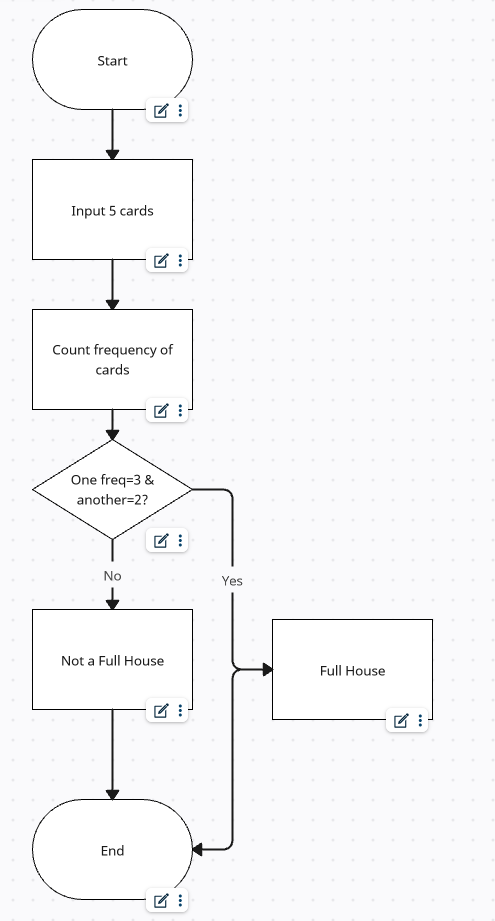 Start
Input 5 cards
Count frequency of
cards
One freq=3 &
another=2?
No
Yes
Not a Full House
Full House
End